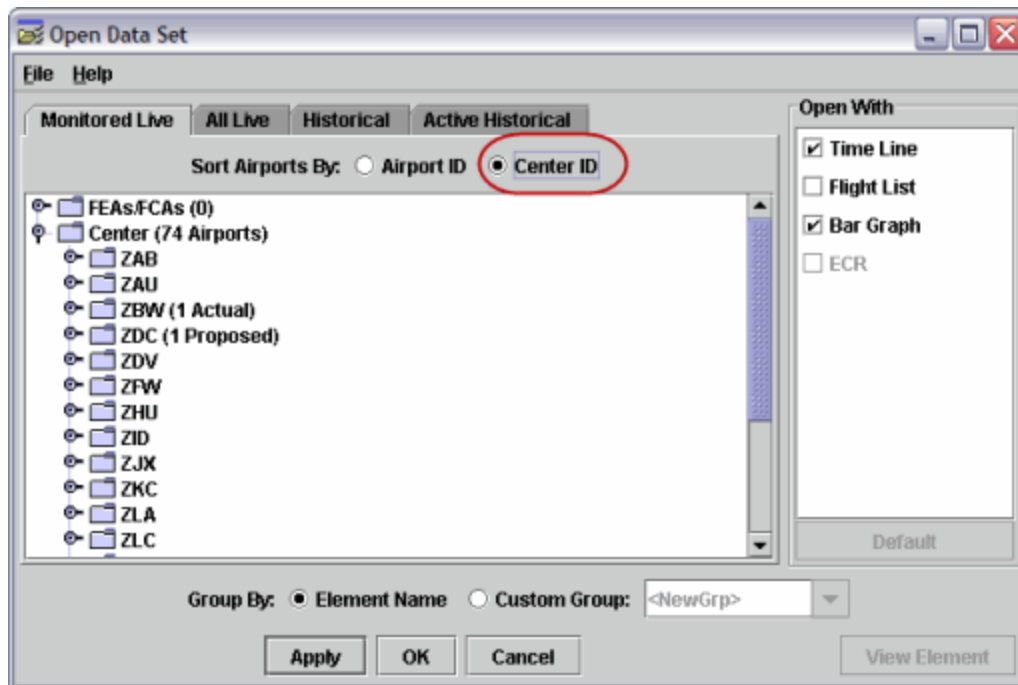 Open Data Set
File Help
Monitored Live All Live Historical Active Historical
Sort Airports By: Airport ID Center ID
FEAs/FCAs (0)
Center (74 Airports)
ZAB
ZAU
ZBW (1 Actual)
ZDC (1 Proposed)
ZDV
ZFW
ZHU
ZID
ZJX
ZKC
ZLA
ZLC
Open With
Time Line
Flight List
Bar Graph
ECR
Default
Group By: Element Name Custom Group: <NewGrp>
Apply OK Cancel View Element